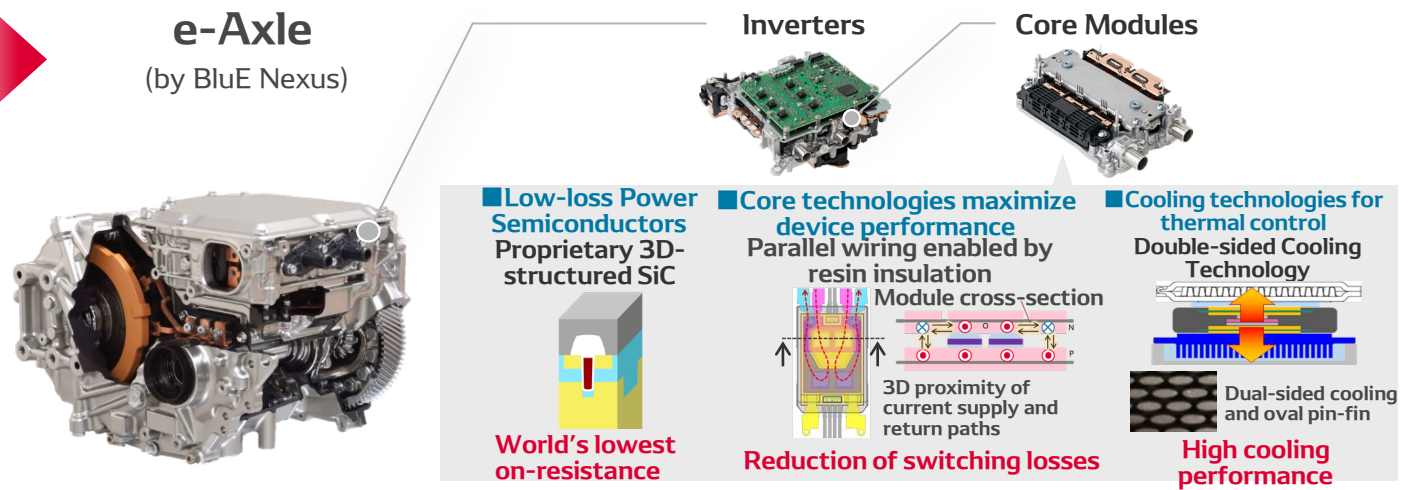 e-Axle
(by BluE Nexus)
Inverters
Core Modules
■Low-loss Power
Semiconductors
Proprietary 3D-
structured SiC
World's lowest
on-resistance
■Core technologies maximize
device performance
Parallel wiring enabled by
resin insulation
Module cross-section
O
N
P
3D proximity of
current supply and
return paths
Reduction of switching losses
■Cooling technologies for
thermal control
Double-sided Cooling
Technology
Dual-sided cooling
and oval pin-fin
High cooling
performance